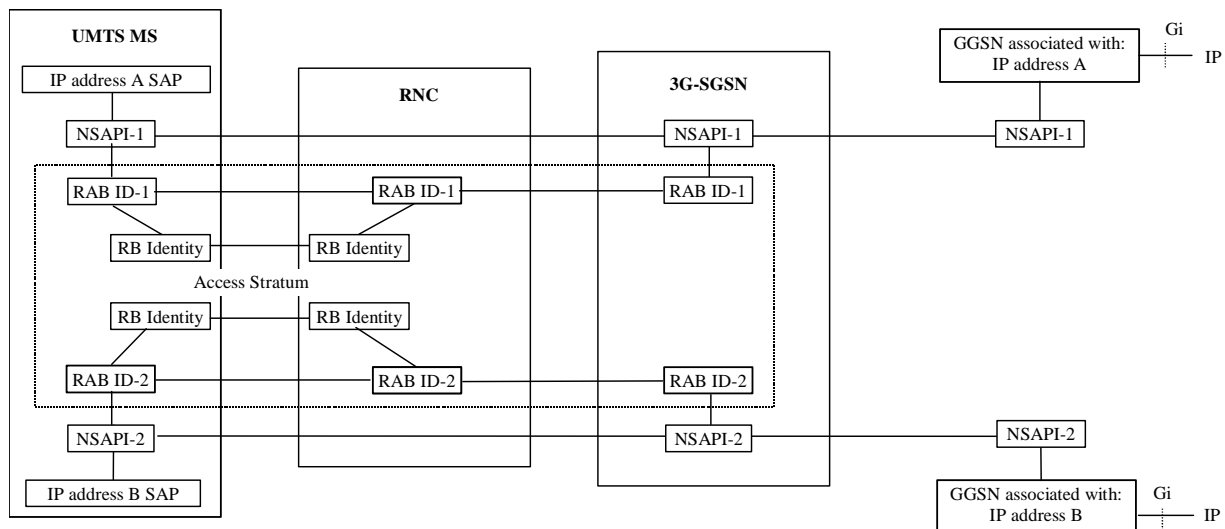 UMTS MS
IP address A SAP
NSAPI-1
RAB ID-1
RB Identity
RNC
RAB ID-1
RB Identity
3G-SGSN
NSAPI-1
RAB ID-1
GGSN associated with:
IP address A
Gi
IP
NSAPI-1
Access Stratum
RB Identity
RAB ID-2
NSAPI-2
IP address B SAP
RB Identity
RAB ID-2
RAB ID-2
NSAPI-2
NSAPI-2
GGSN associated with:
IP address B
Gi
IP